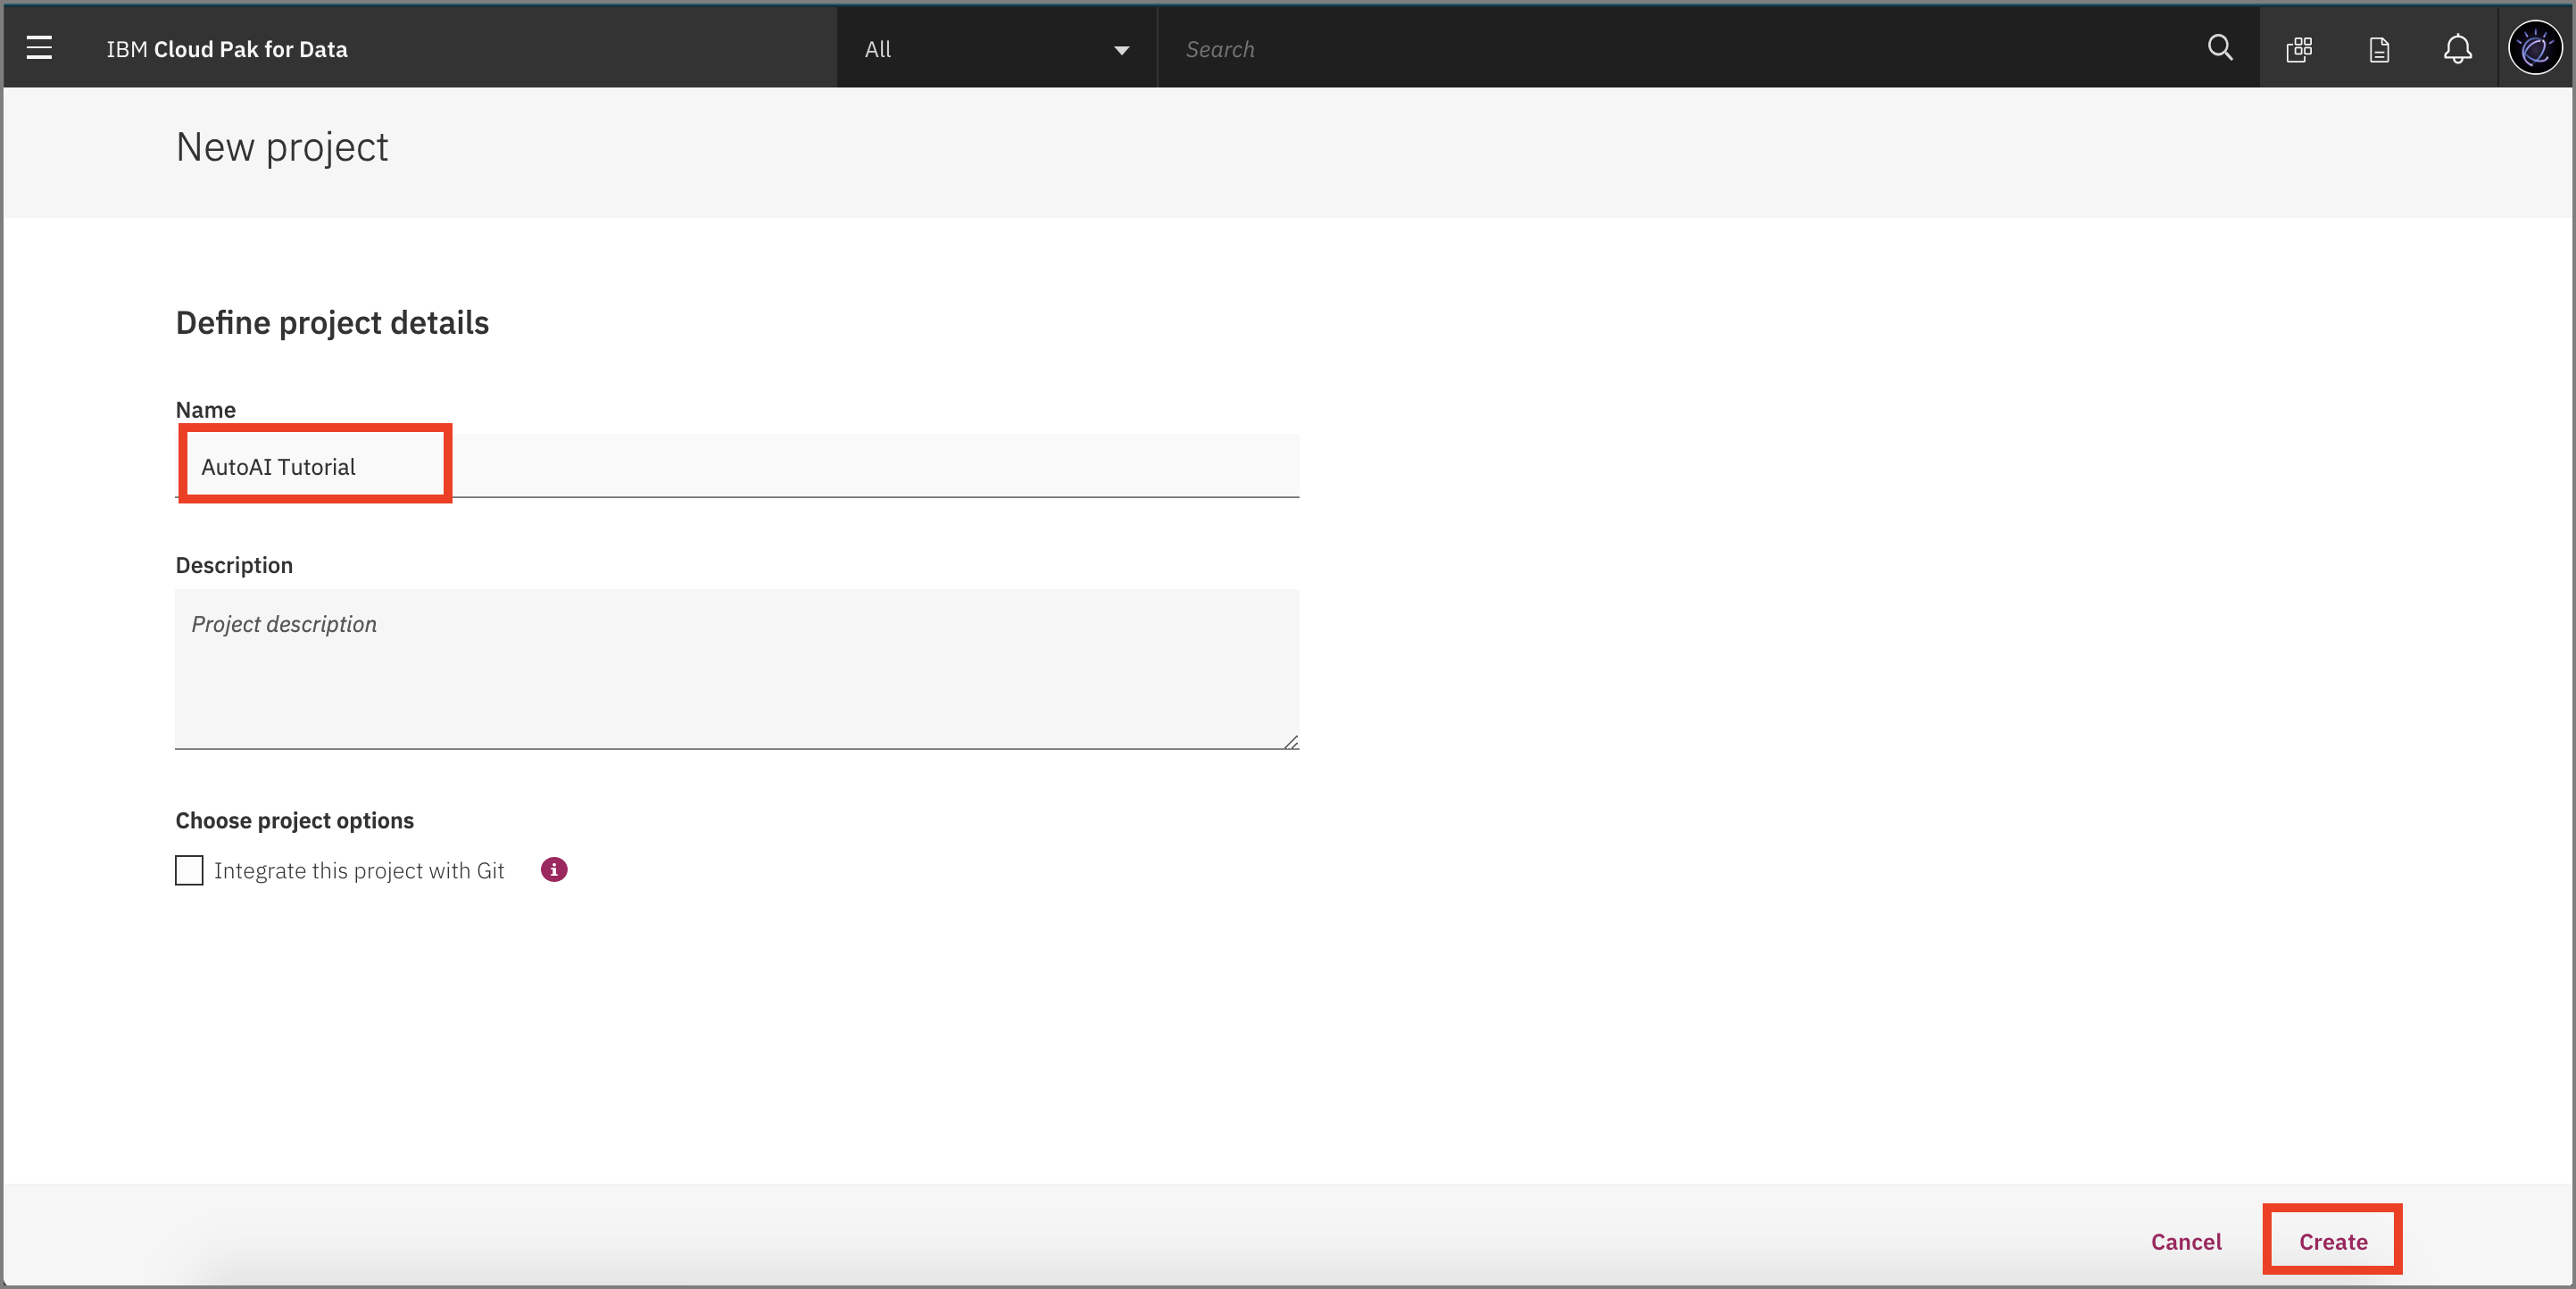 IBM Cloud Pak for Data
All
Search
New project
Define project details
Name
AutoAI Tutorial
Description
Project description
Choose project options
Integrate this project with Git
Cancel
Create